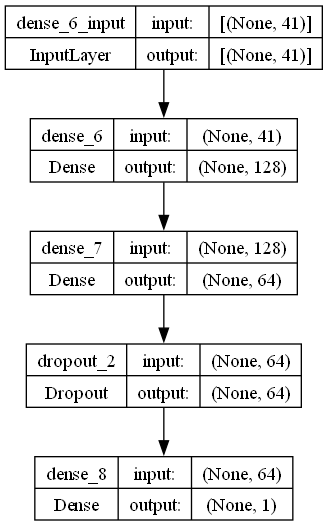 dense_6_input input: [(None, 41)]
InputLayer output: [(None, 41)]
dense_6 input: (None, 41)
Dense output: (None, 128)
dense_7 input: (None, 128)
Dense output: (None, 64)
dropout_2 input: (None, 64)
Dropout output: (None, 64)
dense_8 input: (None, 64)
Dense output: (None, 1)